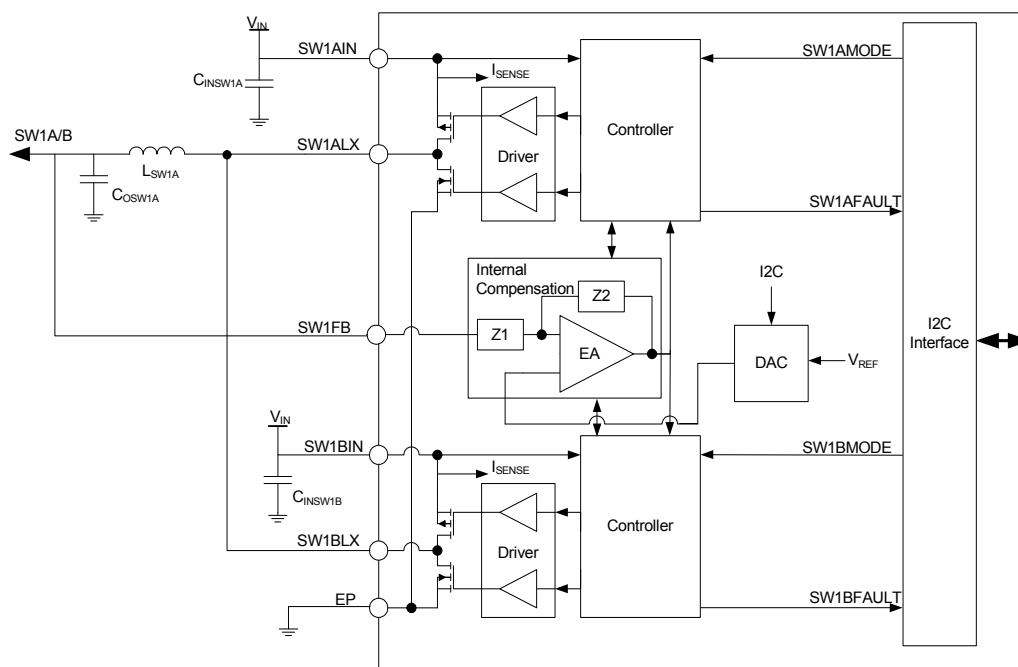 VIN
SW1AIN
SW1AMODE
ISENSE
CINSW1A
Controller
SW1A/B
SW1ALX
Driver
LSW1A
COSW1A
SW1AFAULT
Internal
Compensation
I2C
Z2
SW1FB
Z1
EA
DAC
VREF
I2C
Interface
VIN
SW1BIN
SW1BMODE
ISENSE
CINSW1B
Controller
SW1BLX
Driver
EP
SW1BFAULT